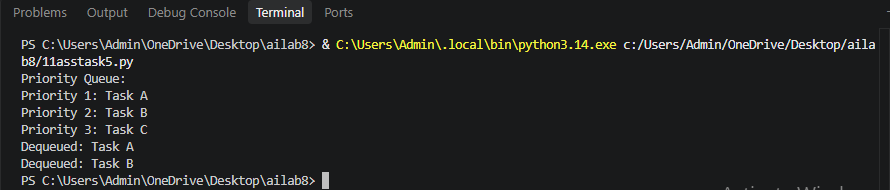 Problems Output Debug Console Terminal Ports
PS C:\Users\Admin\OneDrive\Desktop\ailab8> & C:\Users\Admin\.local\bin\python3.14.exe c:/Users/Admin/OneDrive/Desktop/aila
b8/11asstask5.py
Priority Queue:
Priority 1: Task A
Priority 2: Task B
Priority 3: Task C
Dequeued: Task A
Dequeued: Task B
PS C:\Users\Admin\OneDrive\Desktop\ailab8>